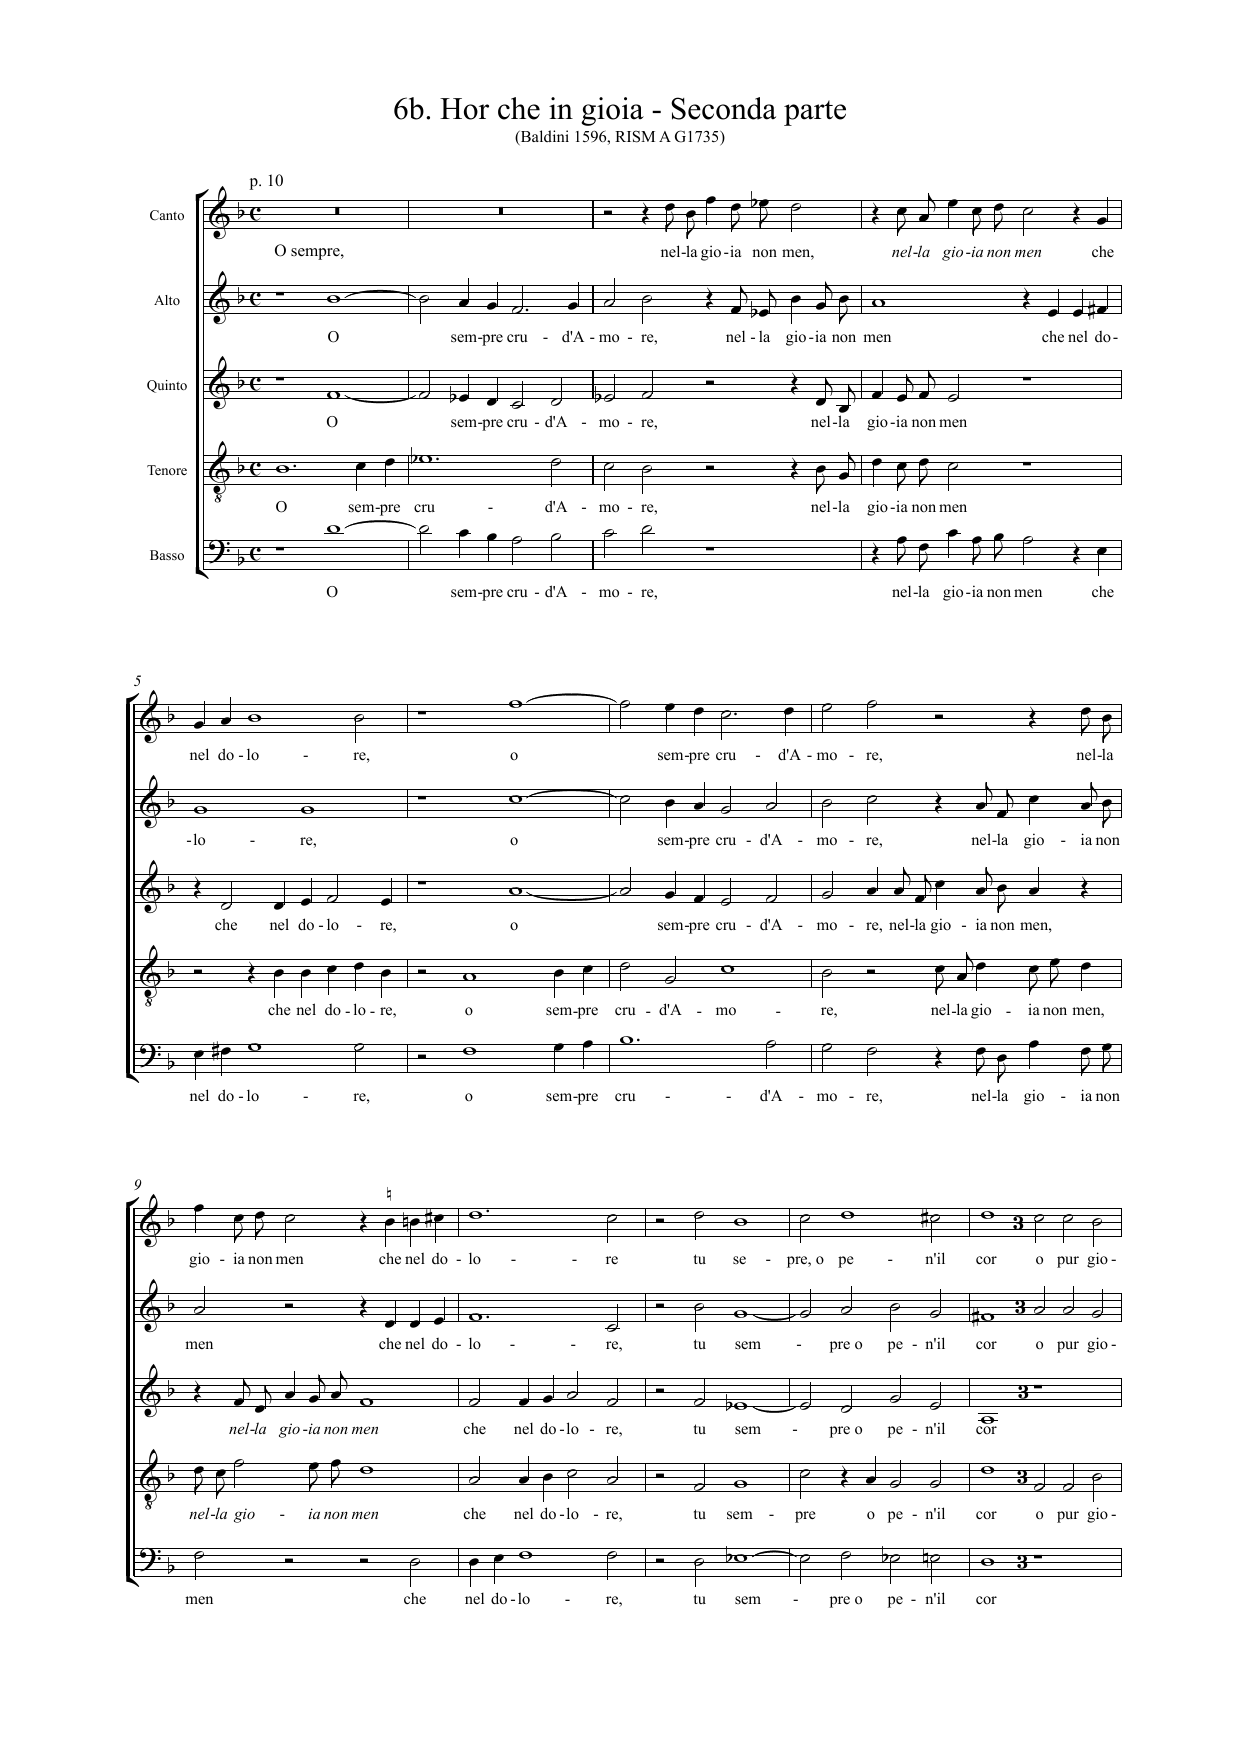 6b. Hor che in gioia - Seconda parte
(Baldini 1596, RISM A G1735)
p. 10
Canto
O sempre, nel-la gio-ia non men, nel-la gio-ia non men che
Alto
O sem-pre cru - d'A-mo - re, nel-la gio-ia non men che nel do-
Quinto
O sem-pre cru-d'A - mo - re, nel-la gio-ia non men
Tenore
8
O sem-pre cru - d'A - mo - re, nel-la gio-ia non men
Basso
O sem-pre cru - d'A - mo - re, nel-la gio-ia non men che
5
nel do-lo - re, o sem-pre cru - d'A-mo - re, nel-la
-lo - re, o sem-pre cru - d'A - mo - re, nel-la gio - ia non
che nel do-lo - re, o sem-pre cru - d'A - mo - re, nel-la gio - ia non men,
8
che nel do-lo-re, o sem-pre cru - d'A - mo - re, nel-la gio - ia non men,
nel do-lo - re, o sem-pre cru - - d'A - mo - re, nel-la gio - ia non
9
gio - ia non men che nel do - lo - - re tu se - pre, o pe - n'il cor o pur gio-
3
men che nel do - lo - - re, tu sem - pre o pe - n'il cor o pur gio-
3
nel-la gio-ia non men che nel do-lo - re, tu sem - pre o pe - n'il cor
3
8
nel-la gio - ia non men che nel do-lo - re, tu sem - pre o pe - n'il cor o pur gio-
3
men che nel do-lo - re, tu sem - pre o pe - n'il cor
3